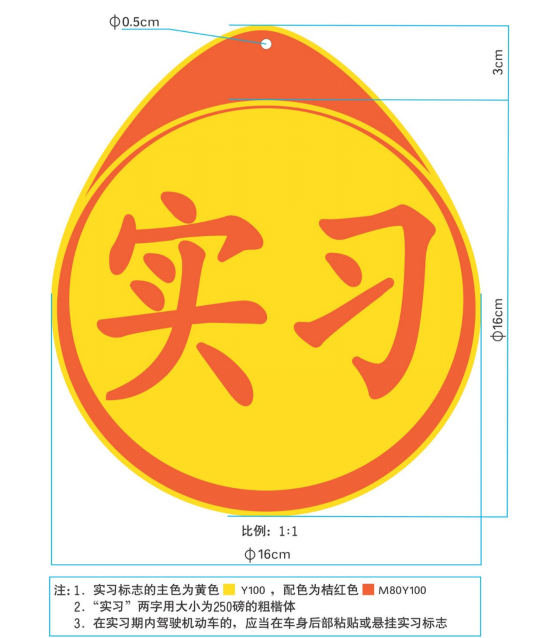 ф0.5cm
3cm
实习
ф16cm
比例：1:1
ф16cm
注：1. 实习标志的主色为黄色 Y100 ，配色为桔红色 M80Y100
2. “实习”两字用大小为250磅的粗楷体
3. 在实习期内驾驶机动车的，应当在车身后部粘贴或悬挂实习标志